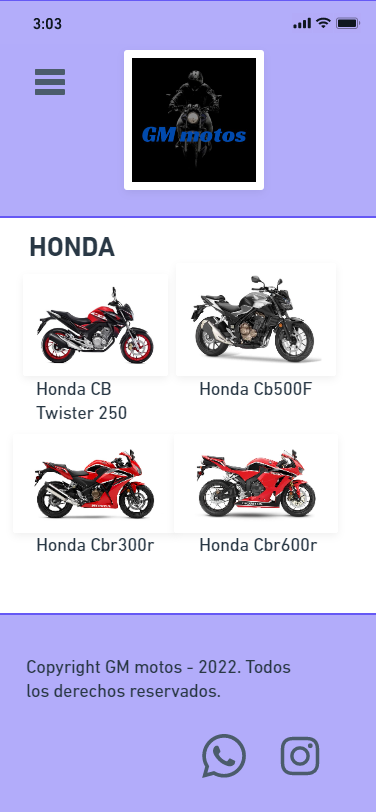 3:03
GM motos
HONDA
Honda CB
Twister 250
Honda Cb500F
Honda Cbr300r
Honda Cbr600r
Copyright GM motos - 2022. Todos
los derechos reservados.